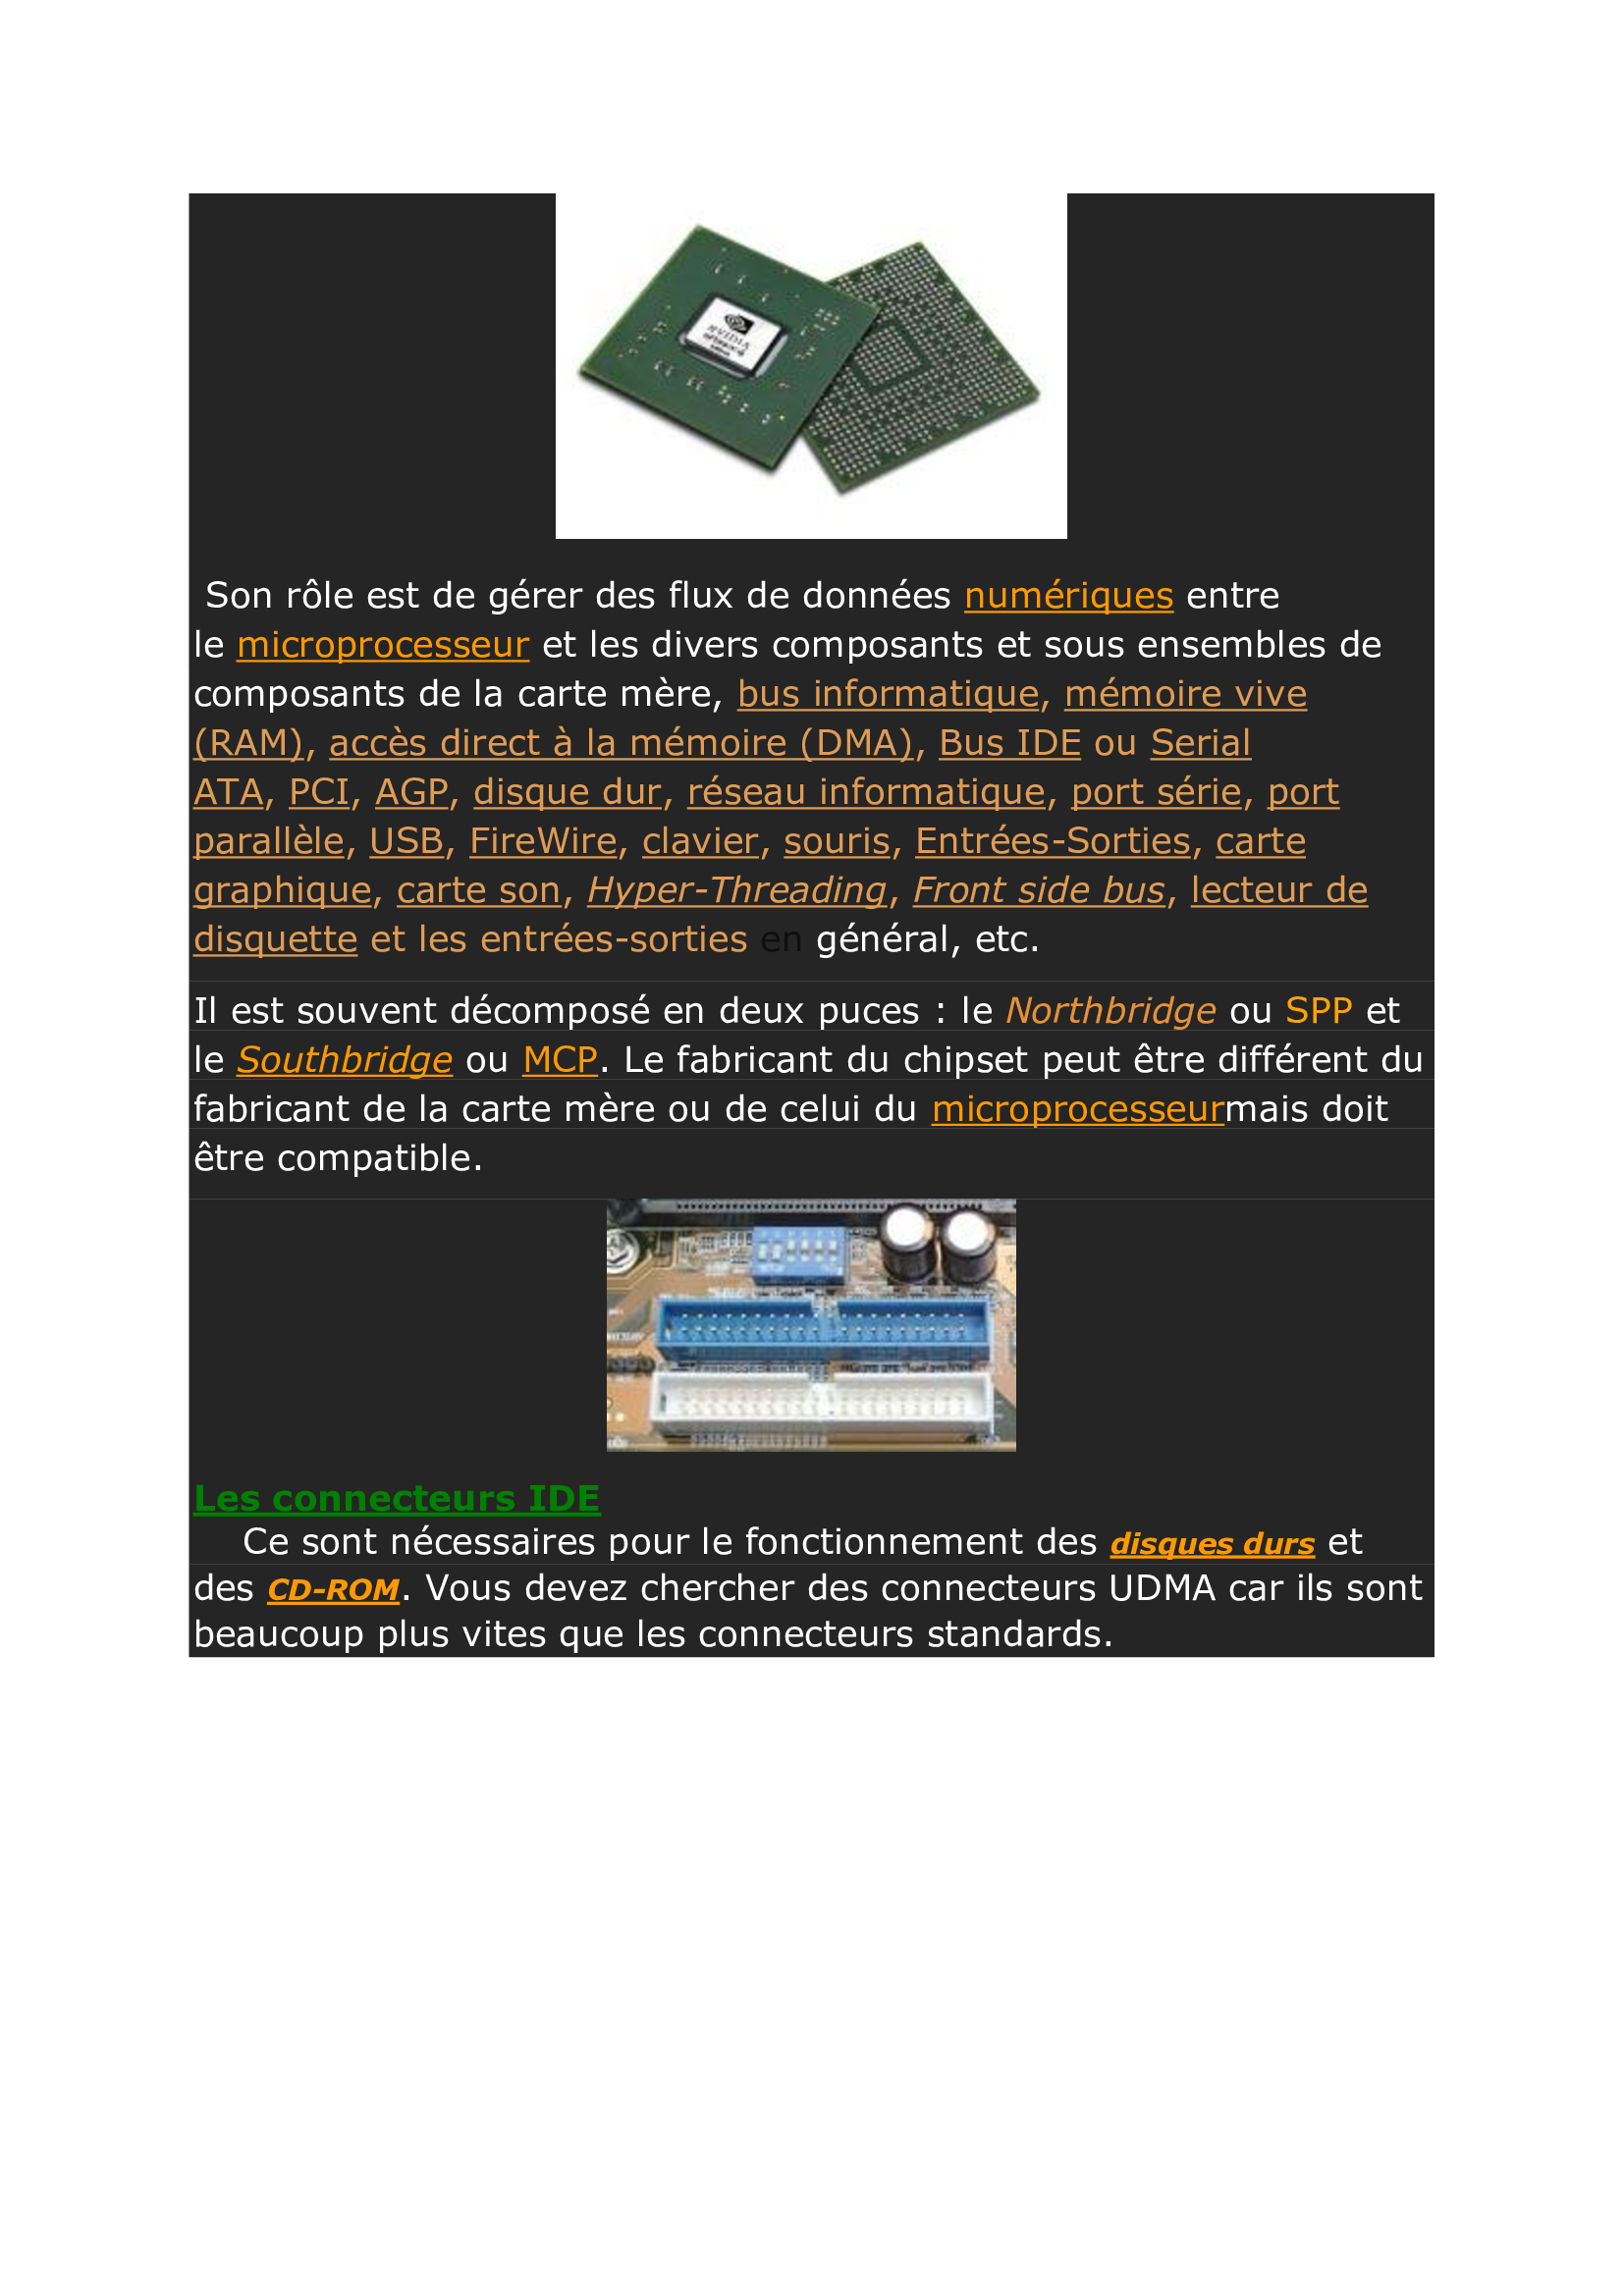 NVIDIA
Son rôle est de gérer des flux de données numériques entre
le microprocesseur et les divers composants et sous ensembles de
composants de la carte mère, bus informatique, mémoire vive
(RAM), accès direct à la mémoire (DMA), Bus IDE ou Serial
ATA, PCI, AGP, disque dur, réseau informatique, port série, port
parallèle, USB, FireWire, clavier, souris, Entrées-Sorties, carte
graphique, carte son, Hyper-Threading, Front side bus, lecteur de
disquette et les entrées-sorties en général, etc.
Il est souvent décomposé en deux puces : le Northbridge ou SPP et
le Southbridge ou MCP. Le fabricant du chipset peut être différent du
fabricant de la carte mère ou de celui du microprocesseurmais doit
être compatible.
Les connecteurs IDE
Ce sont nécessaires pour le fonctionnement des disques durs et
des CD-ROM. Vous devez chercher des connecteurs UDMA car ils sont
beaucoup plus vites que les connecteurs standards.